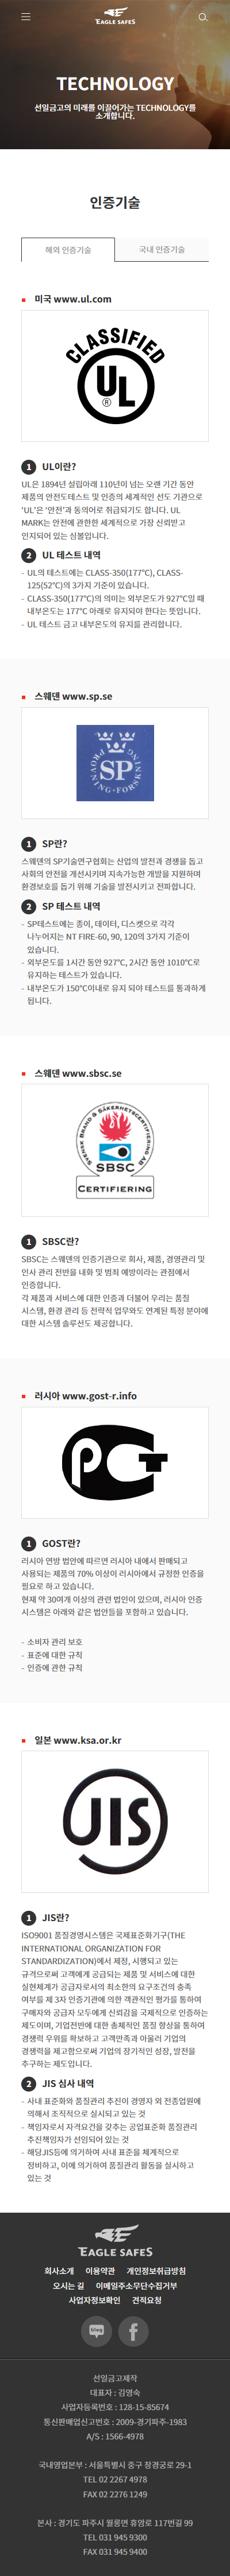 EAGLE SAFES
TECHNOLOGY
선일금고의 미래를 이끌어가는 TECHNOLOGY를
소개합니다.
인증기술
해외 인증기술
국내 인증기술
미국 www.ul.com
CLASSIFIED
UL
®
1 UL이란?
UL은 1894년 설립아래 110년이 넘는 오랜 기간 동안
제품의 안전도테스트 및 인증의 세계적인 선도 기관으로
'UL'은 '안전'과 동의어로 취급되기도 합니다. UL
MARK는 안전에 관한한 세계적으로 가장 신뢰받고
인지되어 있는 심볼입니다.
2 UL 테스트 내역
- UL의 테스트에는 CLASS-350(177°C), CLASS-
125(52°C)의 3가지 기준이 있습니다.
- CLASS-350(177°C)의 의미는 외부온도가 927°C일 때
내부온도는 177°C 아래로 유지되야 한다는 뜻입니다.
- UL 테스트 금고 내부온도의 유지를 관리합니다.
스웨덴 www.sp.se
SP
PROVNING·FORSKNING
1 SP란?
스웨덴의 SP기술연구협회는 산업의 발전과 경쟁을 돕고
사회의 안전을 개선시키며 지속가능한 개발을 지원하며
환경보호를 돕기 위해 기술을 발전시키고 전파합니다.
2 SP 테스트 내역
- SP테스트에는 종이, 데이타, 디스켓으로 각각
나누어지는 NT FIRE-60, 90, 120의 3가지 기준이
있습니다.
- 외부온도를 1시간 동안 927°C, 2시간 동안 1010°C로
유지하는 테스트가 있습니다.
- 내부온도가 150°C이내로 유지 되야 테스트를 통과하게
됩니다.
스웨덴 www.sbsc.se
SVENSK BRAND & SÄKERHETSCERTIFIERING AB
SBSC
CERTIFIERING
1 SBSC란?
SBSC는 스웨덴의 인증기관으로 회사, 제품, 경영관리 및
인사 관리 전반을 내화 및 범죄 예방이라는 관점에서
인증합니다.
각 제품과 서비스에 대한 인증과 더불어 우리는 품질
시스템, 환경 관리 등 전략적 업무와도 연계된 특정 분야에
대한 시스템 솔루션도 제공합니다.
러시아 www.gost-r.info
1 GOST란?
러시아 연방 법안에 따르면 러시아 내에서 판매되고
사용되는 제품의 70% 이상이 러시아에서 규정한 인증을
필요로 하고 있습니다.
현재 약 30여개 이상의 관련 법인이 있으며, 러시아 인증
시스템은 아래와 같은 법안들을 포함하고 있습니다.
- 소비자 관리 보호
- 표준에 대한 규칙
- 인증에 관한 규칙
일본 www.ksa.or.kr
JIS
1 JIS란?
ISO9001 품질경영시스템은 국제표준화기구(THE
INTERNATIONAL ORGANIZATION FOR
STANDARDIZATION)에서 제정, 시행되고 있는
규격으로써 고객에게 공급되는 제품 및 서비스에 대한
실현체계가 공급자로서의 최소한의 요구조건의 충족
여부를 제 3자 인증기관에 의한 객관적인 평가를 통하여
구매자와 공급자 모두에게 신뢰감을 국제적으로 인증하는
제도이며, 기업전반에 대한 총체적인 품질 향상을 통하여
경쟁력 우위를 확보하고 고객만족과 아울러 기업의
경쟁력을 제고함으로써 기업의 장기적인 성장, 발전을
추구하는 제도입니다.
2 JIS 심사 내역
- 사내 표준화와 품질관리 추진이 경영자 외 전종업원에
의해서 조직적으로 실시되고 있는 것
- 책임자로서 자격요건을 갖추는 공업표준화 품질관리
추진책임자가 선임되어 있는 것
- 해당JIS등에 의거하여 사내 표준을 체계적으로
정비하고, 이에 의거하여 품질관리 활동을 실시하고
있는 것
EAGLE SAFES
회사소개 이용약관 개인정보취급방침
오시는 길 이메일주소무단수집거부
사업자정보확인 견적요청
blog
선일금고제작
대표자 : 김영숙
사업자등록번호 : 128-15-85674
통신판매업신고번호 : 2009-경기파주-1983
A/S : 1566-4978
국내영업본부 : 서울특별시 중구 창경궁로 29-1
TEL 02 2267 4978
FAX 02 2276 1249
본사 : 경기도 파주시 월롱면 휴암로 117번길 99
TEL 031 945 9300
FAX 031 945 9400